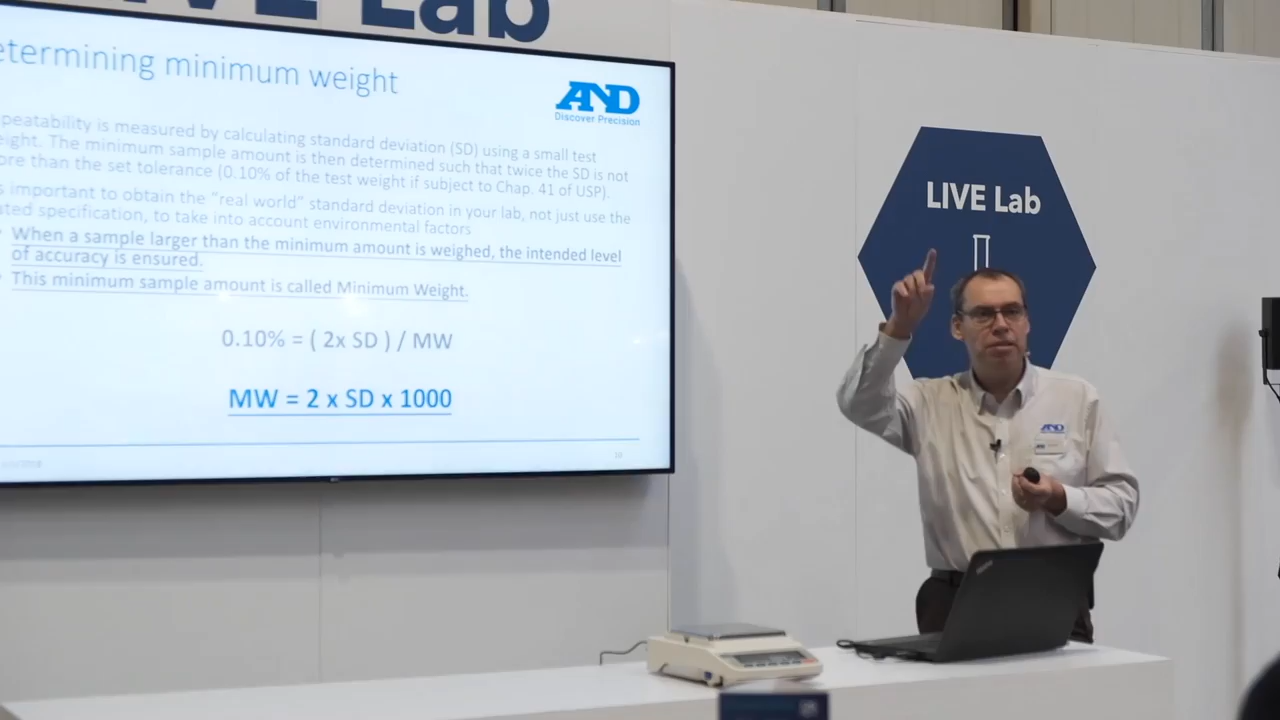 LIVE Lab
etermining minimum weight
AND
Discover Precision
peatability is measured by calculating standard deviation (SD) using a small test
eight. The minimum sample amount is then determined such that twice the SD is not
ore than the set tolerance (0.10% of the test weight if subject to Chap. 41 of USP).
s important to obtain the “real world” standard deviation in your lab, not just use the
ated specification, to take into account environmental factors
When a sample larger than the minimum amount is weighed, the intended level
of accuracy is ensured.
This minimum sample amount is called Minimum Weight.
0.10% = ( 2x SD ) / MW
MW = 2 x SD x 1000
LIVE Lab
AND